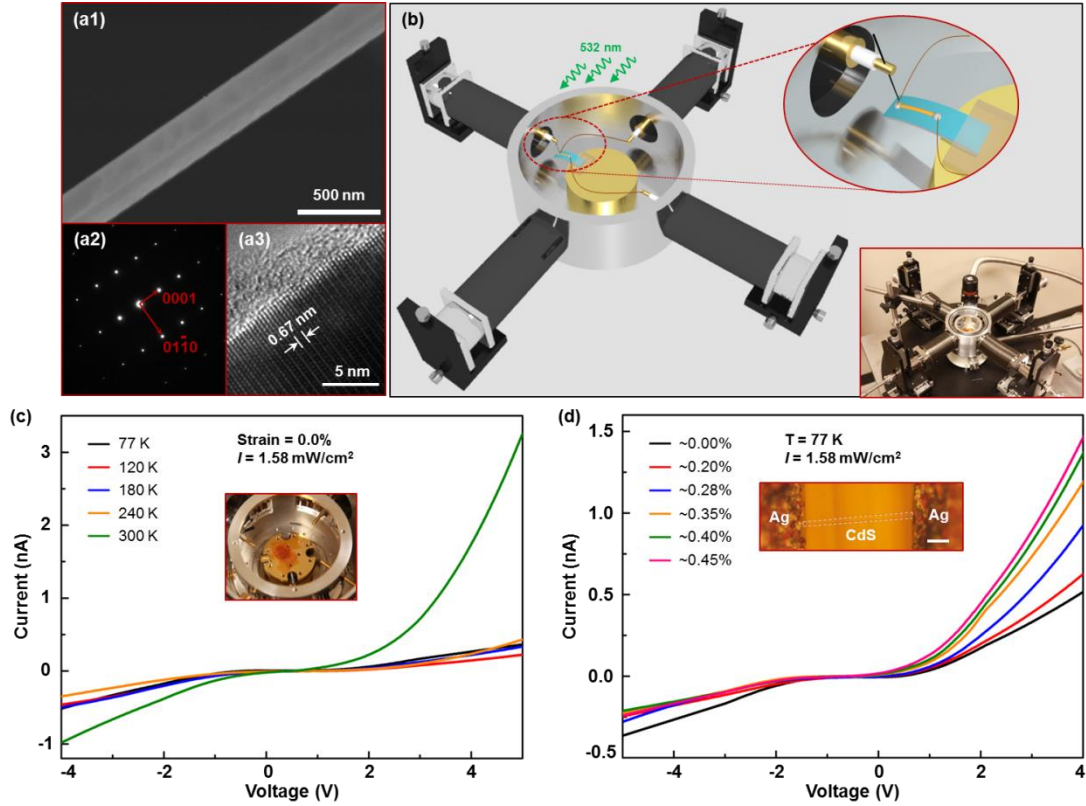 (a1)
500 nm
(a2)
0001
01̄10
(a3)
0.67 nm
5 nm
(b)
532 nm
(c)
77 K
120 K
180 K
240 K
300 K
Strain = 0.0%
I = 1.58 mW/cm²
Current (nA)
3
2
1
0
-1
-4
-2
0
2
4
Voltage (V)
(d)
~0.00%
~0.20%
~0.28%
~0.35%
~0.40%
~0.45%
T = 77 K
I = 1.58 mW/cm²
Ag
CdS
Ag
Current (nA)
1.5
1.0
0.5
0.0
-0.5
-4
-2
0
2
4
Voltage (V)